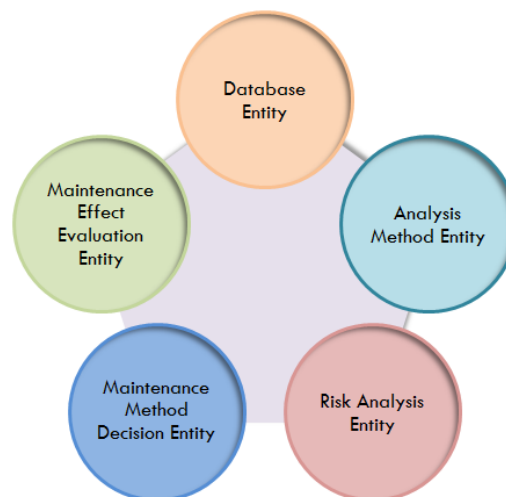 Database
Entity
Analysis
Method Entity
Risk Analysis
Entity
Maintenance
Method
Decision Entity
Maintenance
Effect
Evaluation
Entity